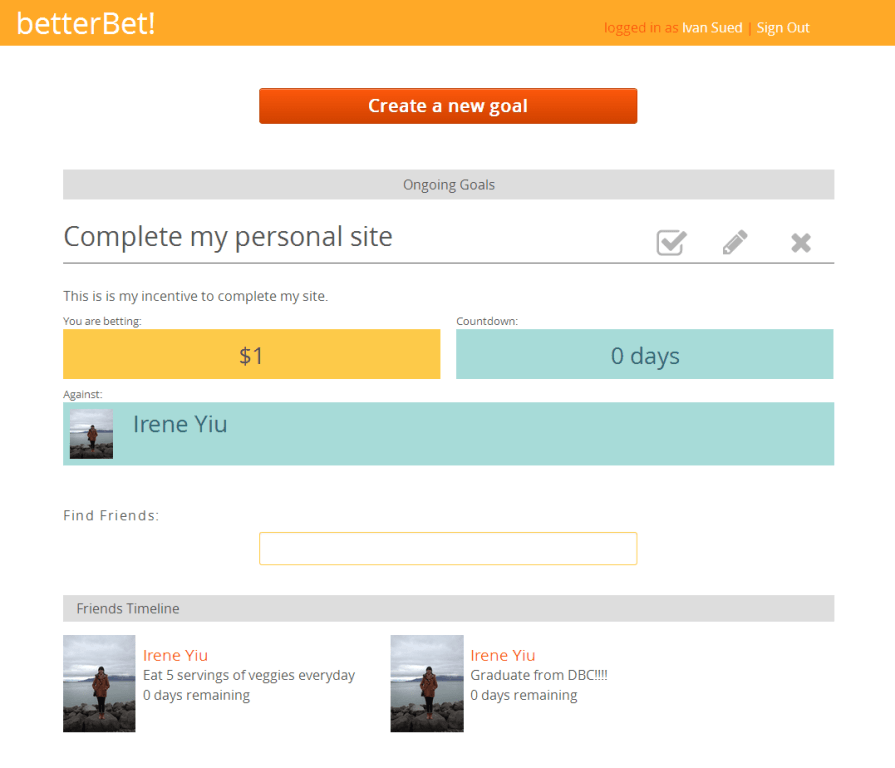 betterBet!
logged in as Ivan Sued | Sign Out
Create a new goal
Ongoing Goals
Complete my personal site
This is is my incentive to complete my site.
You are betting:
$1
Countdown:
0 days
Against:
Irene Yiu
Find Friends:
Friends Timeline
Irene Yiu
Eat 5 servings of veggies everyday
0 days remaining
Irene Yiu
Graduate from DBC!!!!
0 days remaining